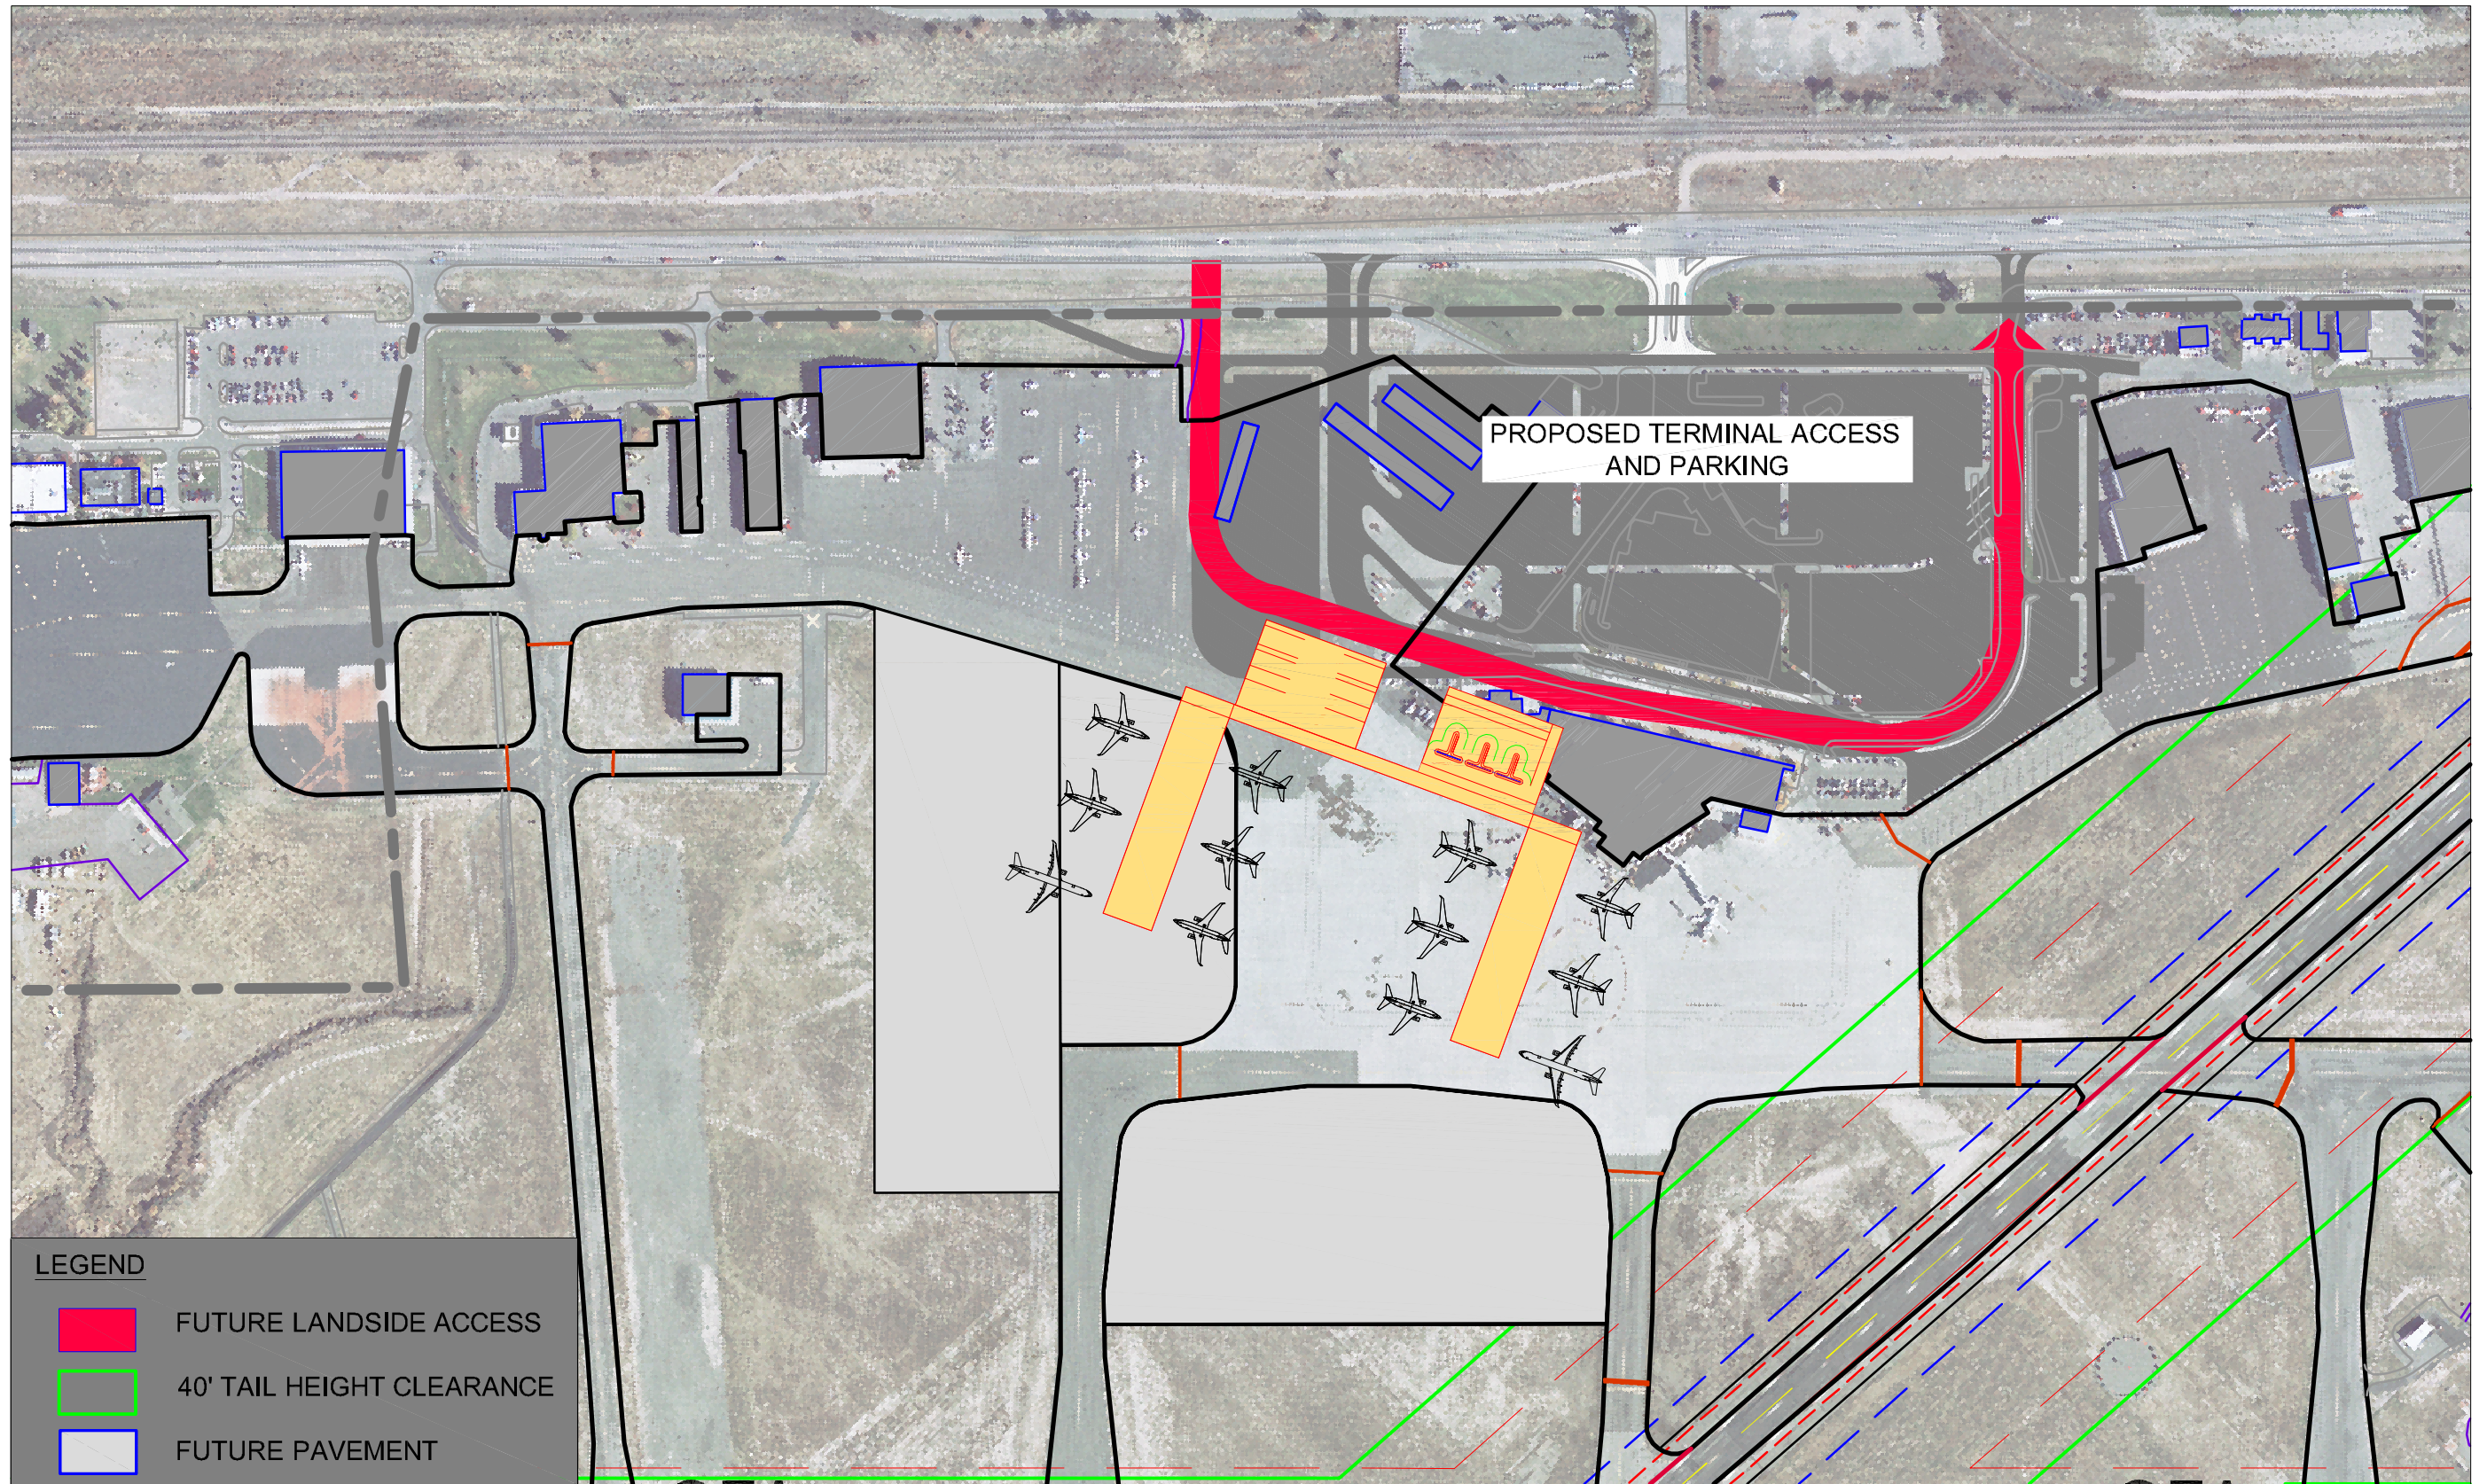 PROPOSED TERMINAL ACCESS
AND PARKING
LEGEND
FUTURE LANDSIDE ACCESS
40' TAIL HEIGHT CLEARANCE
FUTURE PAVEMENT